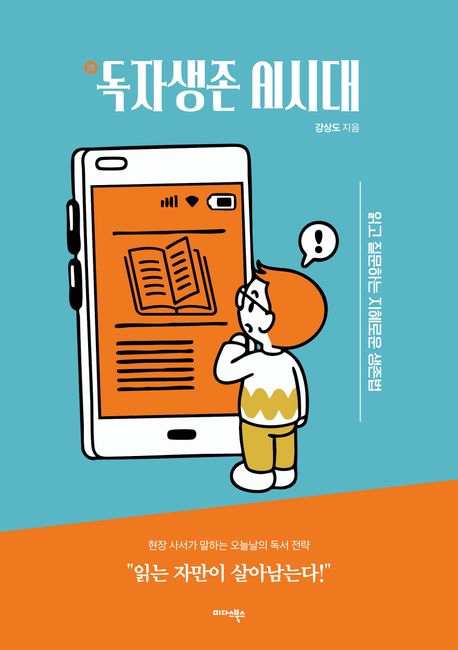 독자생존 AI시대
강상도 지음
읽고 질문하는 지혜로운 생존법
현장 사서가 말하는 오늘날의 독서 전략
"읽는 자만이 살아남는다!"
미다스북스